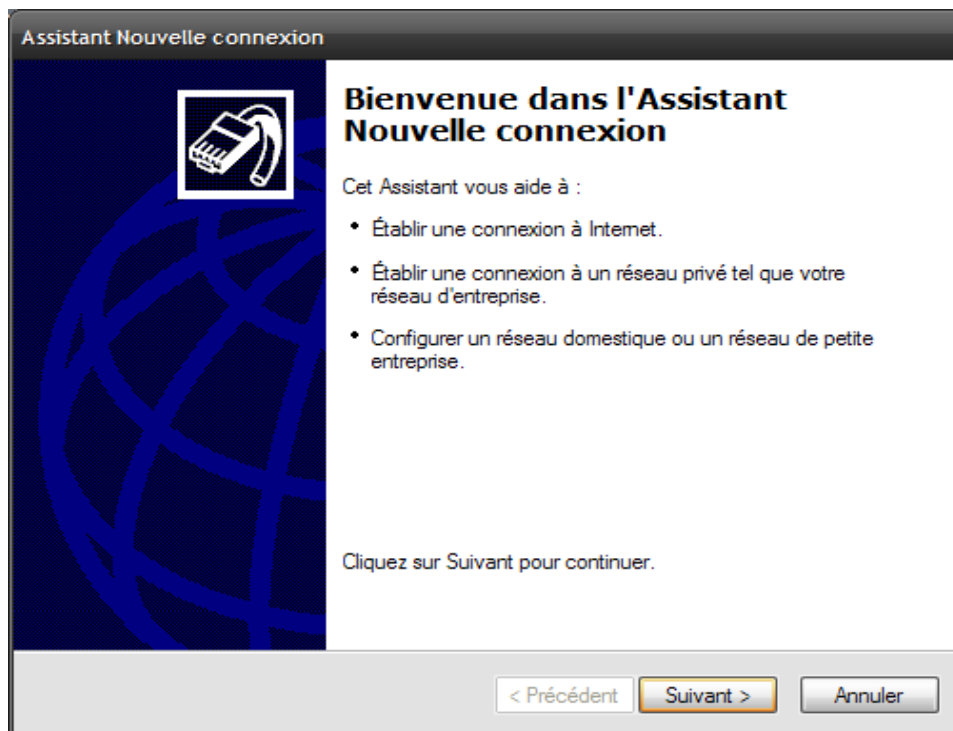 Assistant Nouvelle connexion
Bienvenue dans l'Assistant
Nouvelle connexion
Cet Assistant vous aide à :
• Établir une connexion à Internet.
• Établir une connexion à un réseau privé tel que votre
réseau d'entreprise.
• Configurer un réseau domestique ou un réseau de petite
entreprise.
Cliquez sur Suivant pour continuer.
< Précédent Suivant > Annuler